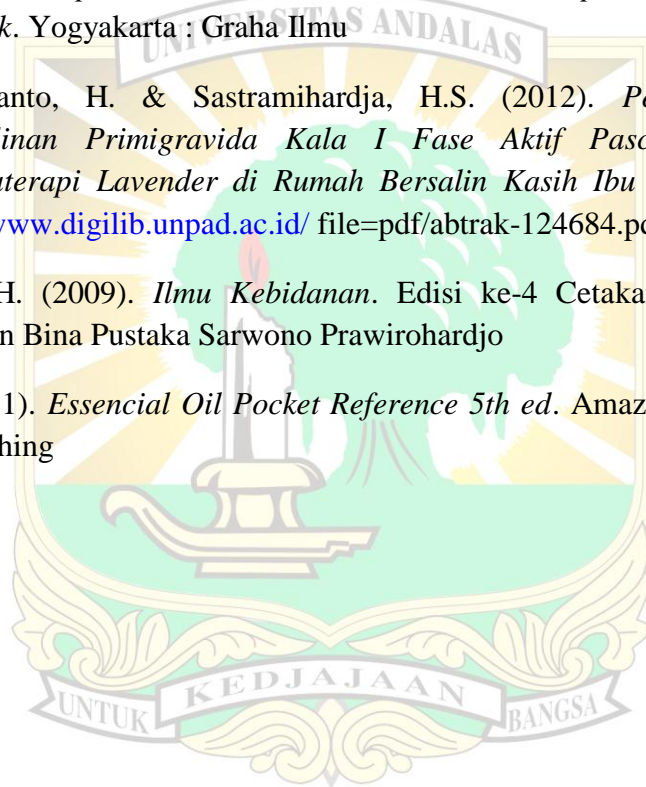 k. Yogyakarta : Graha Ilmu
UNIVERSITAS ANDALAS
anto, H. & Sastramihardja, H.S. (2012). Pe
linan Primigravida Kala I Fase Aktif Pasc
aterapi Lavender di Rumah Bersalin Kasih Ibu
www.digilib.unpad.ac.id/ file=pdf/abtrak-124684.pd
H. (2009). Ilmu Kebidanan. Edisi ke-4 Cetaka
n Bina Pustaka Sarwono Prawirohardjo
1). Essencial Oil Pocket Reference 5th ed. Amaz
hing
UNTUK KEDJAJAAN BANGSA